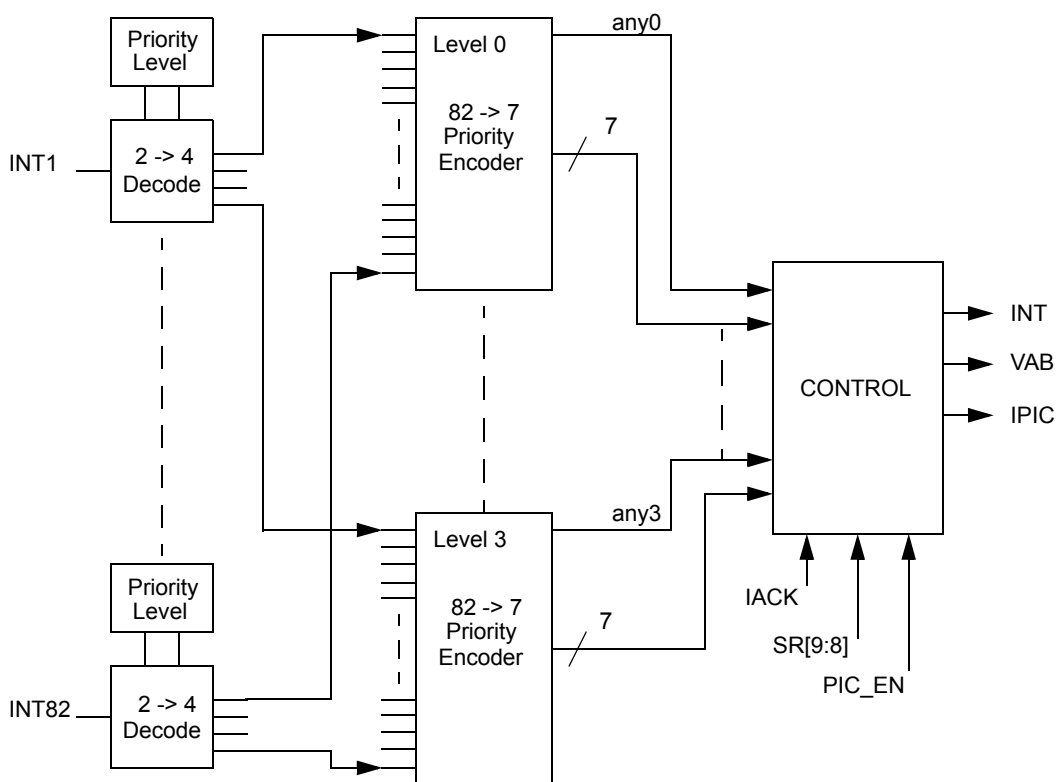 Priority
Level
INT1
2 -> 4
Decode
Level 0
82 -> 7
Priority
Encoder
any0
7
CONTROL
INT
VAB
IPIC
IACK
SR[9:8]
PIC_EN
Priority
Level
INT82
2 -> 4
Decode
Level 3
82 -> 7
Priority
Encoder
any3
7